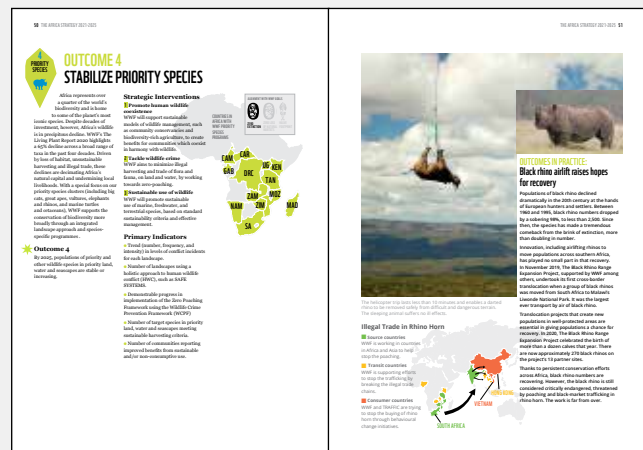 50 THE AFRICA STRATEGY 2021-2025
4
PRIORITY
SPECIES
OUTCOME 4
STABILIZE PRIORITY SPECIES
Africa represents over
a quarter of the world's
biodiversity and is home
to some of the planet's most
iconic species. Despite decades of
investment, however, Africa's wildlife
is in precipitous decline. WWF's The
Living Plant Report 2020 highlights
a 65% decline across a broad range of
taxa in the past four decades. Driven
by loss of habitat, unsustainable
harvesting and illegal trade, these
declines are decimating Africa's
natural capital and undermining local
livelihoods. With a special focus on our
priority species clusters (including big
cats, great apes, vultures, elephants
and rhinos, and marine turtles
and cetaceans), WWF supports the
conservation of biodiversity more
broadly through an integrated
landscape approach and species-
specific programmes.
Outcome 4
By 2025, populations of priority and
other wildlife species in priority land,
water and seascapes are stable or
increasing.
Strategic Interventions
1 Promote human wildlife
coexistence
WWF will support sustainable
models of wildlife management, such
as community conservancies and
biodiversity-rich agriculture, to create
benefits for communities which coexist
in harmony with wildlife.
2 Tackle wildlife crime
WWF aims to minimize illegal
harvesting and trade of flora and
fauna, on land and water, by working
towards zero-poaching.
3 Sustainable use of wildlife
WWF will promote sustainable
use of marine, freshwater, and
terrestrial species, based on standard
sustainability criteria and effective
management.
Primary Indicators
Trend (number, frequency, and
intensity) in levels of conflict incidents
for each landscape.
Number of landscapes using a
holistic approach to human wildlife
conflict (HWC), such as SAFE
SYSTEMS.
Demonstrable progress in
implementation of the Zero Poaching
Framework using the Wildlife Crime
Prevention Framework (WCPF)
Number of target species in priority
land, water and seascapes meeting
sustainable harvesting criteria.
Number of communities reporting
improved benefits from sustainable
and/or non-consumptive use.
COUNTRIES IN
AFRICA WITH
WWF PRIORITY
SPECIES
PROGRAMS
CAM
CAR
GAB
DRC
UG
KEN
TAN
ZAM
MOZ
NAM
ZIM
MAD
SA
THE AFRICA STRATEGY 2021-2025 51
The helicopter trip lasts less than 10 minutes and enables a darted
rhino to be removed safely from difficult and dangerous terrain.
The sleeping animal suffers no ill effects.
OUTCOMES IN PRACTICE:
Black rhino airlift raises hopes
for recovery
Populations of black rhino declined
dramatically in the 20th century at the hands
of European hunters and settlers. Between
1960 and 1995, black rhino numbers dropped
by a sobering 98%, to less than 2,500. Since
then, the species has made a tremendous
comeback from the brink of extinction, more
than doubling in number.
Innovation, including airlifting rhinos to
move populations across southern Africa,
has played no small part in that recovery.
In November 2019, The Black Rhino Range
Expansion Project, supported by WWF among
others, undertook its first cross-border
translocation when a group of black rhinos
was moved from South Africa to Malawi's
Liwonde National Park. It was the largest
ever transport by air of black rhino.
Translocation projects that create new
populations in well-protected areas are
essential in giving populations a chance for
recovery. In 2020, The Black Rhino Range
Expansion Project celebrated the birth of
more than a dozen calves that year. There
are now approximately 270 black rhinos on
the project's 13 partner sites.
Thanks to persistent conservation efforts
across Africa, black rhino numbers are
recovering. However, the black rhino is still
considered critically endangered, threatened
by poaching and black-market trafficking in
rhino horn. The work is far from over.
Illegal Trade in Rhino Horn
Source countries
WWF is working in countries
in Africa and Asia to help
stop the poaching.
Transit countries
WWF is supporting efforts
to stop the trafficking by
breaking the illegal trade
chains.
Consumer countries
WWF and TRAFFIC are trying
to stop the buying of rhino
horn through behavioural
change initiatives.
HONG KONG
VIETNAM
SOUTH AFRICA